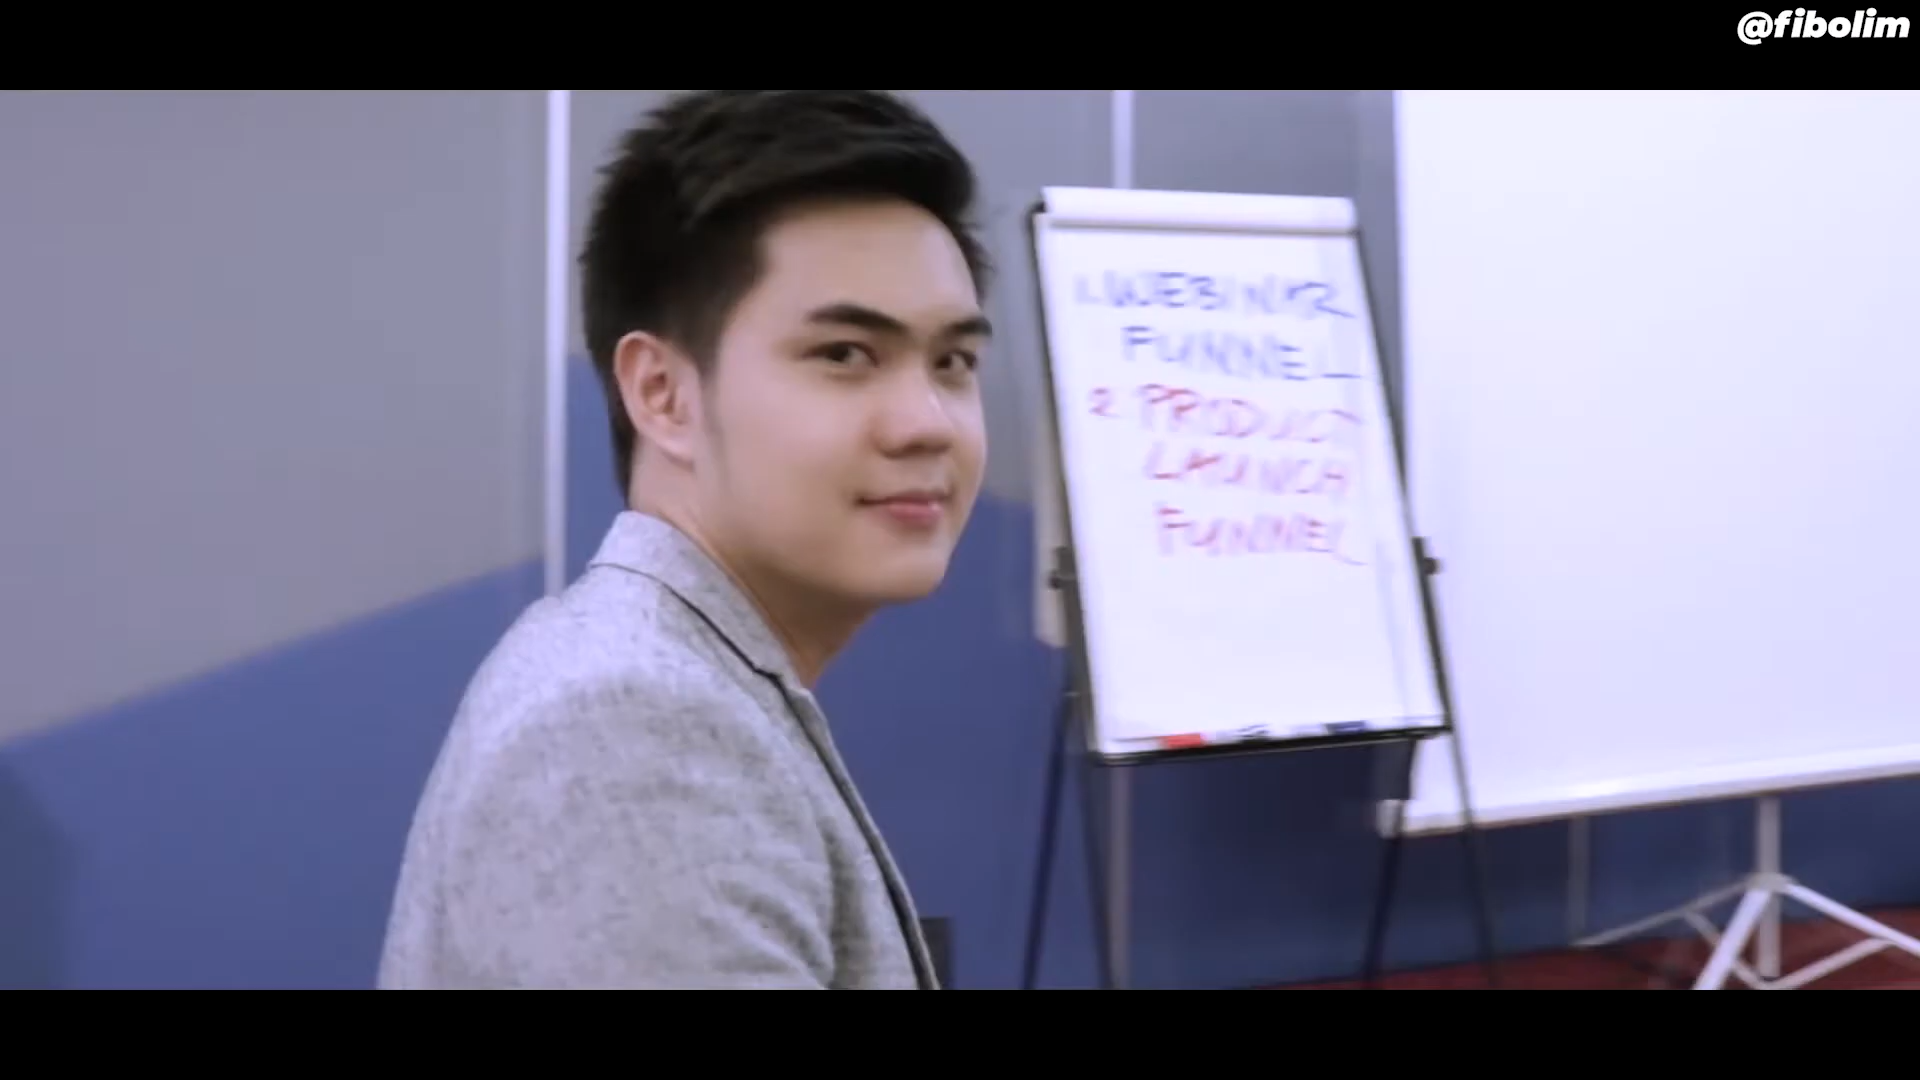 @fibolim
1. WEBINAR
FUNNEL
2. PRODUCT
LAUNCH
FUNNEL